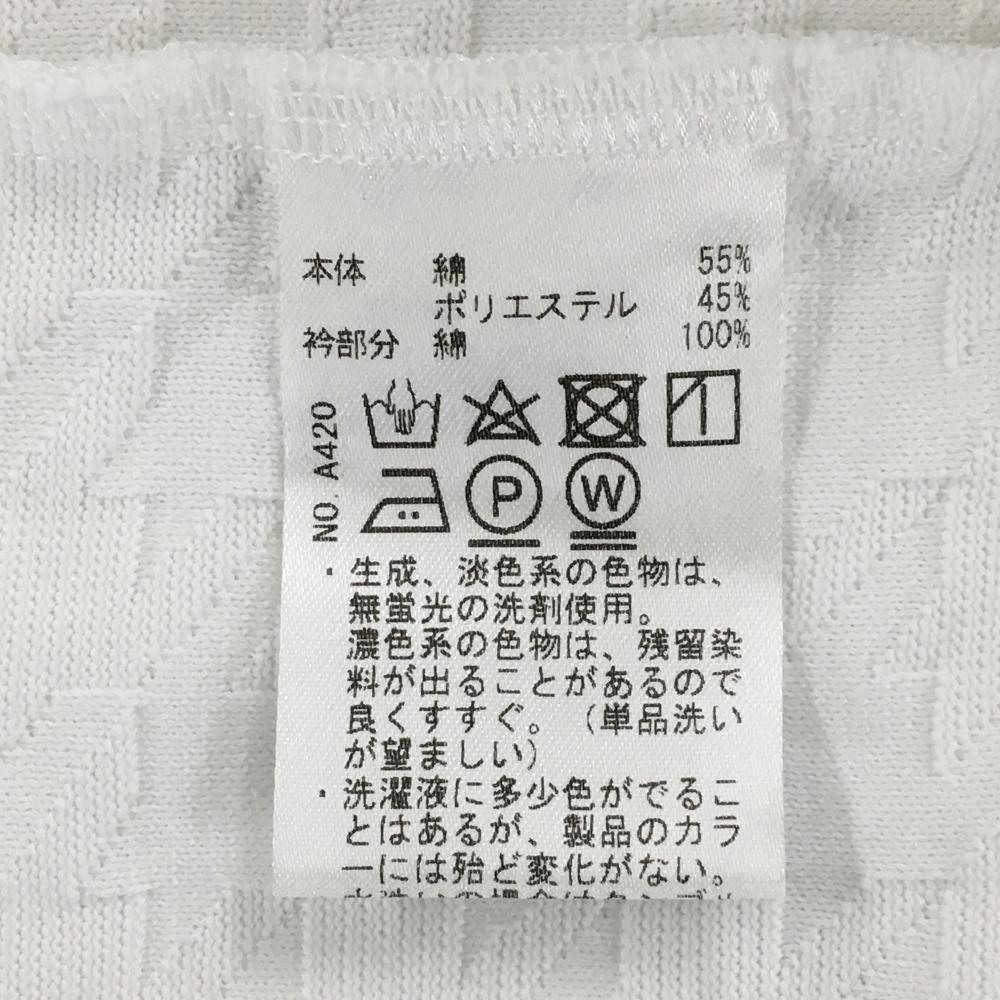 本体 綿 55%
ポリエステル 45%
衿部分 綿 100%
NO. A420
P W
・生成、淡色系の色物は、
無蛍光の洗剤使用。
濃色系の色物は、残留染
料が出ることがあるので
良くすすぐ。（単品洗い
が望ましい）
・洗濯液に多少色がでるこ
とはあるが、製品のカラ
ーには殆ど変化がない。